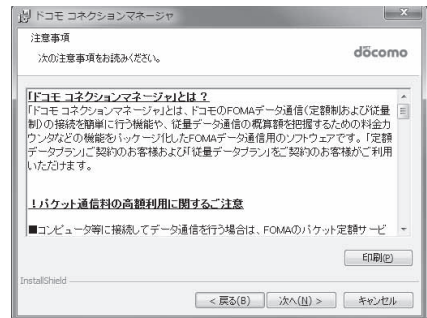 ドコモ コネクションマネージャ
注意事項
次の注意事項をお読みください。
döcomo
「ドコモ コネクションマネージャ」とは？
「ドコモ コネクションマネージャ」とは、ドコモのFOMAデータ通信(定額制および従量
制)の接続を簡単に行う機能や、従量データ通信の概算額を把握するための料金カ
ウンタなどの機能をパッケージ化したFOMAデータ通信用のソフトウェアです。「定額
データプラン」ご契約のお客様および「従量データプラン」をご契約のお客様がご利用
いただけます。
！パケット通信料の高額利用に関するご注意
■コンピュータ等に接続してデータ通信を行う場合は、FOMAのパケット定額サービ
印刷(P)
InstallShield
< 戻る(B)
次へ(N) >
キャンセル